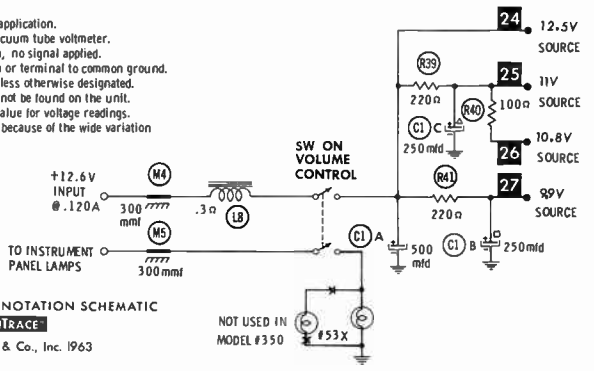 application.
cuum tube voltmeter.
, no signal applied.
or terminal to common ground.
less otherwise designated.
not be found on the unit.
alue for voltage readings.
because of the wide variation
24
12.5V
SOURCE
R39
220Ω
25
11V
SOURCE
C1 C
250mfd
R40
100Ω
26
10.8V
SOURCE
SW ON
VOLUME
CONTROL
+12.6V
INPUT
@.120A
M4
300
mmf
.3Ω
L8
R41
220Ω
27
9.9V
SOURCE
C1 A
500
mfd
C1 B
250mfd
TO INSTRUMENT
PANEL LAMPS
M5
300mmf
NOTATION SCHEMATIC
TRACE
& Co., Inc. 1963
NOT USED IN
MODEL #350
#53X